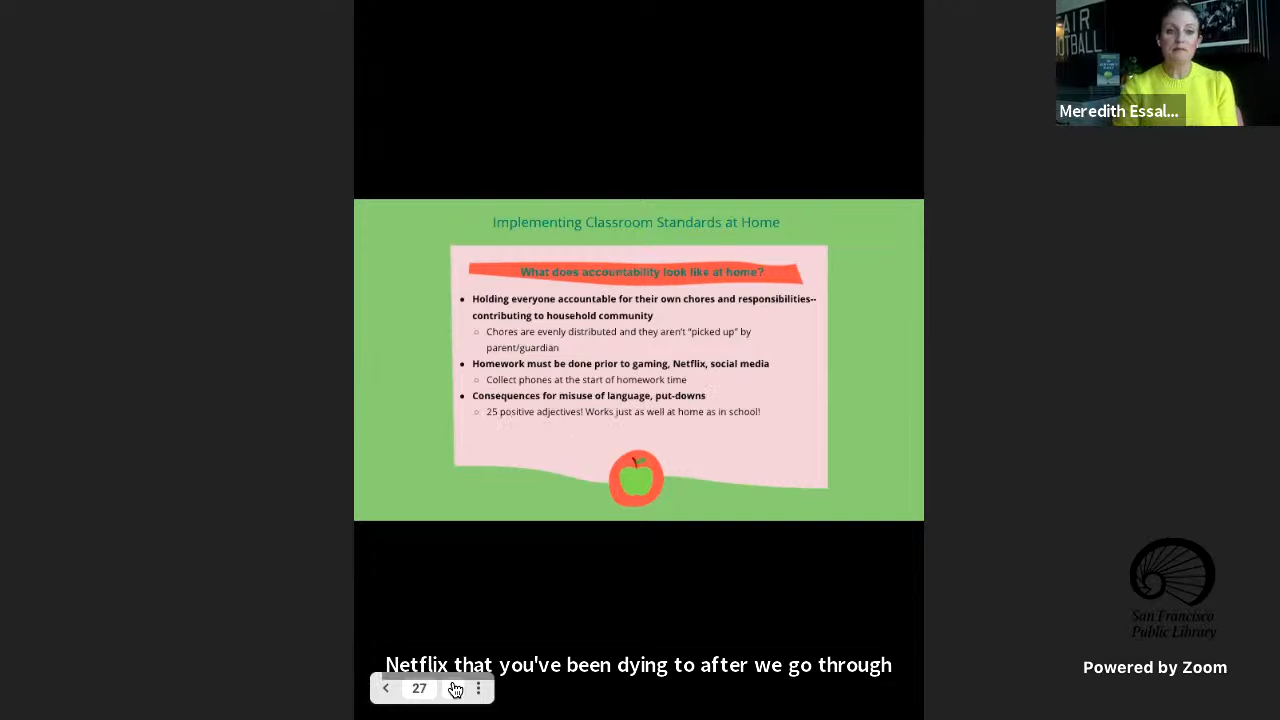 AIR
OTBALL
Meredith Essal...
Implementing Classroom Standards at Home
What does accountability look like at home?
• Holding everyone accountable for their own chores and responsibilities--
contributing to household community
○ Chores are evenly distributed and they aren't “picked up” by
parent/guardian
• Homework must be done prior to gaming, Netflix, social media
○ Collect phones at the start of homework time
• Consequences for misuse of language, put-downs
○ 25 positive adjectives! Works just as well at home as in school!
San Francisco
Public Library
Netflix that you've been dying to after we go through
Powered by Zoom
27